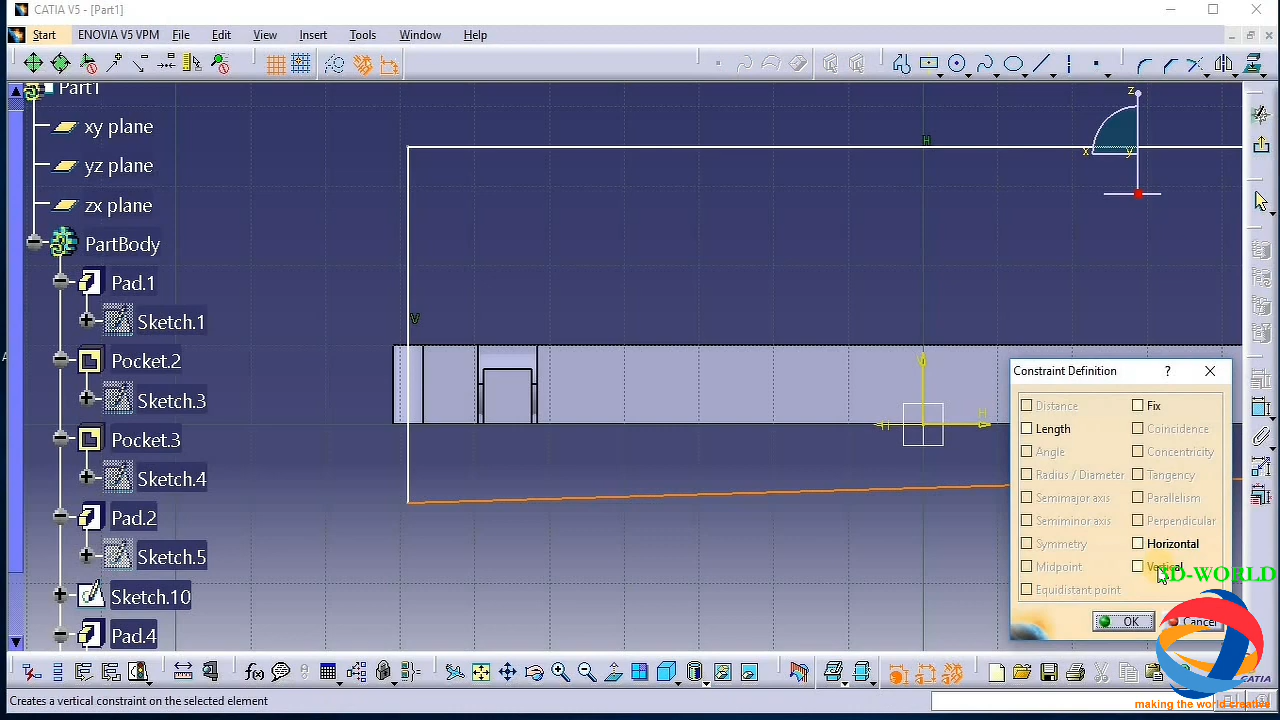 CATIA V5 - [Part1]
Start ENOVIA V5 VPM File Edit View Insert Tools Window Help
Part1
xy plane
yz plane
zx plane
PartBody
Pad.1
Sketch.1
Pocket.2
Sketch.3
Pocket.3
Sketch.4
Pad.2
Sketch.5
Sketch.10
Pad.4
z
x
y
H
V
H
Constraint Definition ? X
Distance Fix
Length Coincidence
Angle Concentricity
Radius / Diameter Tangency
Semimajor axis Parallelism
Semiminor axis Perpendicular
Symmetry Horizontal
Midpoint Vertical
Equidistant point
OK Cancel
3D-WORLD
CATIA
making the world creative
f(x)
Creates a vertical constraint on the selected element